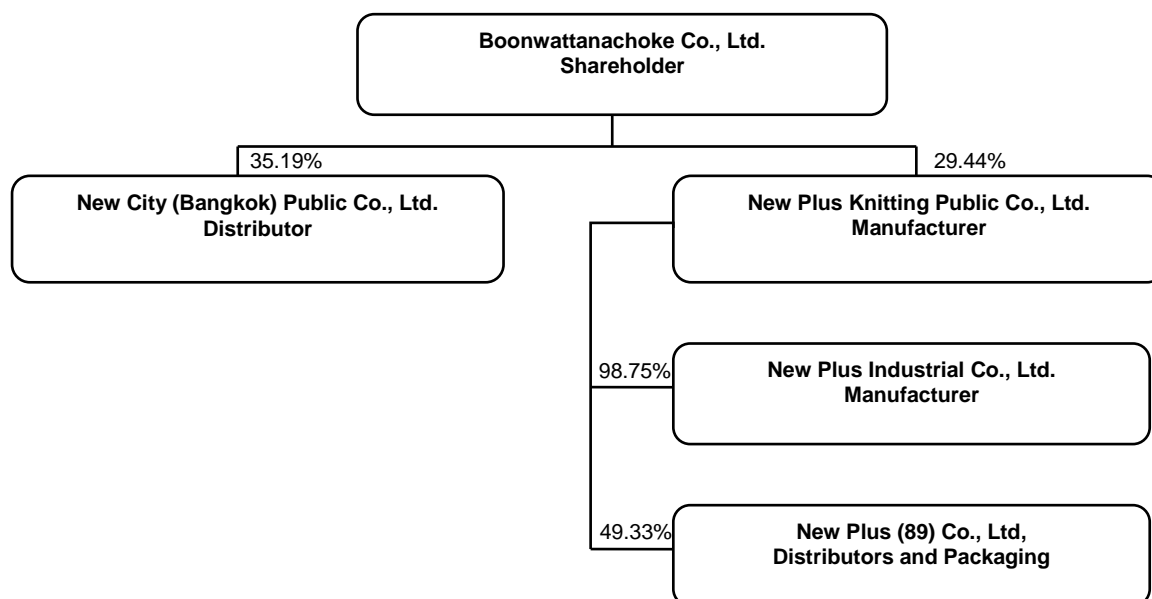 Boonwattanachoke Co., Ltd.
Shareholder
35.19%
29.44%
New City (Bangkok) Public Co., Ltd.
Distributor
New Plus Knitting Public Co., Ltd.
Manufacturer
98.75%
New Plus Industrial Co., Ltd.
Manufacturer
49.33%
New Plus (89) Co., Ltd,
Distributors and Packaging